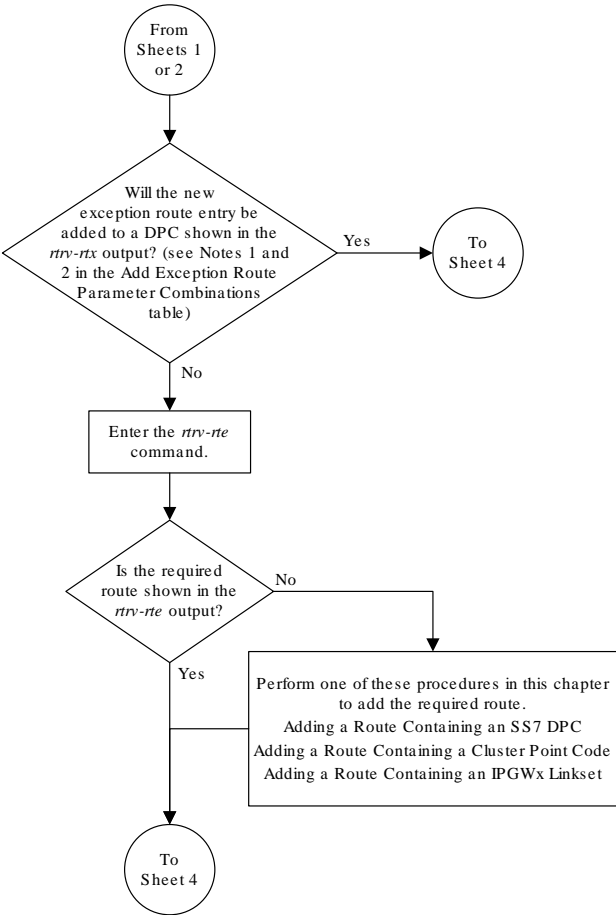 From
Sheets 1
or 2
Will the new
exception route entry be
added to a DPC shown in the
rtrv-rtx output? (see Notes 1 and
2 in the Add Exception Route
Parameter Combinations
table)
Yes
To
Sheet 4
No
Enter the rtrv-rte
command.
Is the required
route shown in the
rtrv-rte output?
No
Yes
Perform one of these procedures in this chapter
to add the required route.
Adding a Route Containing an SS7 DPC
Adding a Route Containing a Cluster Point Code
Adding a Route Containing an IPGWx Linkset
To
Sheet 4